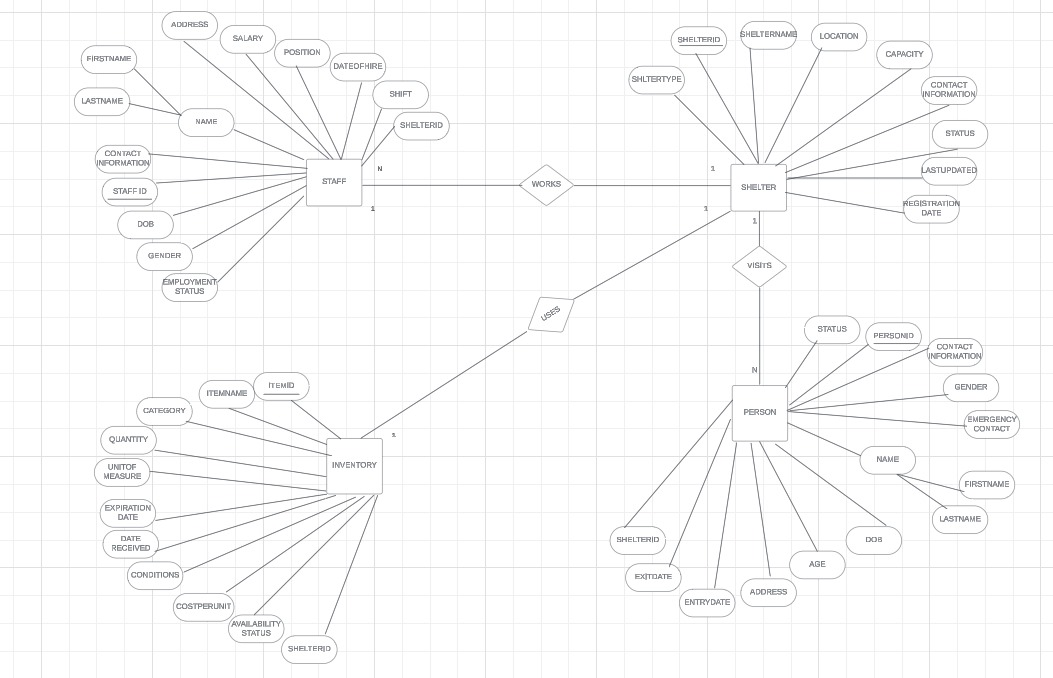 ADDRESS
SALARY
POSITION
DATEOFHIRE
SHIFT
SHELTERID
FIRSTNAME
LASTNAME
NAME
CONTACT
INFORMATION
STAFF ID
DOB
GENDER
EMPLOYMENT
STATUS
STAFF
N
1
WORKS
SHELTERID
SHELTERNAME
LOCATION
CAPACITY
SHLTERTYPE
CONTACT
INFORMATION
STATUS
LASTUPDATED
REGISTRATION
DATE
SHELTER
1
1
1
VISITS
USES
N
STATUS
PERSONID
CONTACT
INFORMATION
GENDER
EMERGENCY
CONTACT
PERSON
NAME
FIRSTNAME
LASTNAME
DOB
AGE
ADDRESS
ENTRYDATE
EXITDATE
SHELTERID
ITEMID
ITEMNAME
CATEGORY
1
QUANTITY
INVENTORY
UNITOF
MEASURE
EXPIRATION
DATE
DATE
RECEIVED
CONDITIONS
COSTPERUNIT
AVAILABILITY
STATUS
SHELTERID